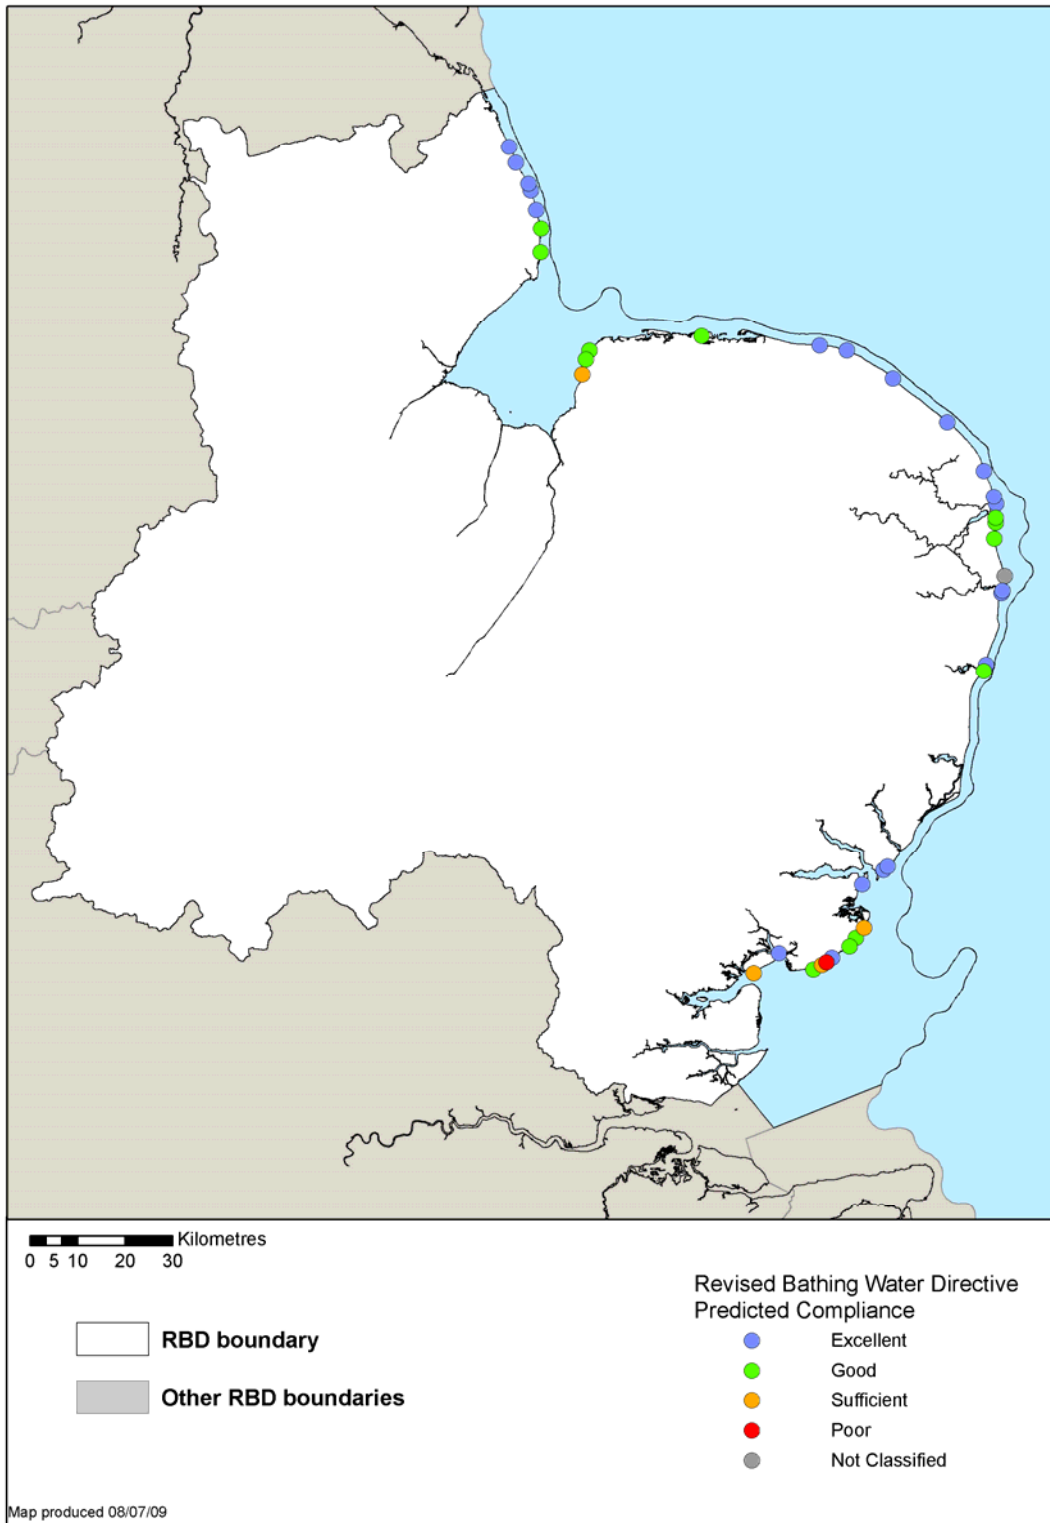 Kilometres
0 5 10 20 30
RBD boundary
Other RBD boundaries
Revised Bathing Water Directive
Predicted Compliance
Excellent
Good
Sufficient
Poor
Not Classified
Map produced 08/07/09